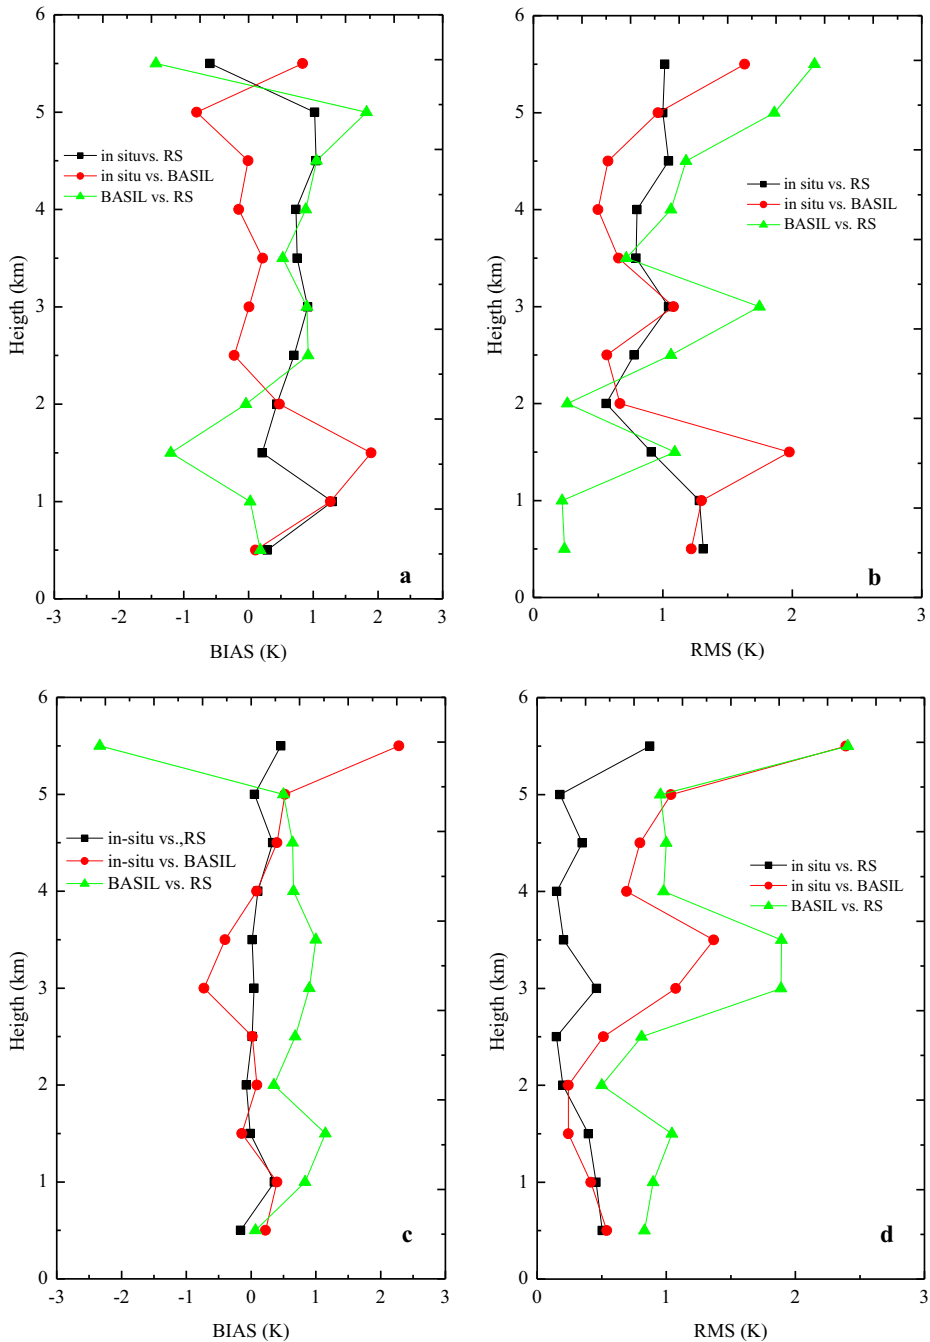 6
5
4
3
2
1
0
Heigth (km)
in situvs. RS
in situ vs. BASIL
BASIL vs. RS
a
-3 -2 -1 0 1 2 3
BIAS (K)
6
5
4
3
2
1
0
Heigth (km)
in situ vs. RS
in situ vs. BASIL
BASIL vs. RS
b
0 1 2 3
RMS (K)
6
5
4
3
2
1
0
Heigth (km)
in-situ vs.,RS
in-situ vs. BASIL
BASIL vs. RS
c
-3 -2 -1 0 1 2 3
BIAS (K)
6
5
4
3
2
1
0
Heigth (km)
in situ vs. RS
in situ vs. BASIL
BASIL vs. RS
d
0 1 2 3
RMS (K)